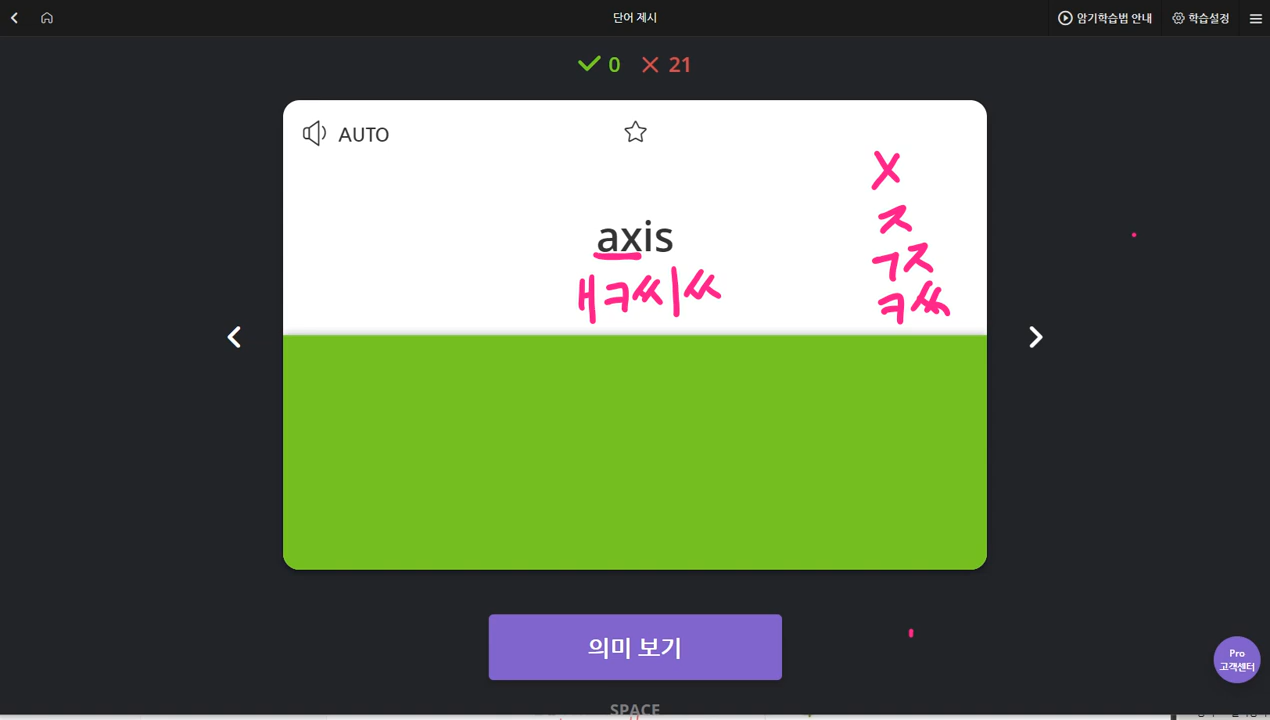 단어 제시
암기학습법 안내
학습설정
0 21
AUTO
axis
ㅐㅋㅆㅣㅆ
X
ㅈ
ㄱㅈ
ㅋㅆ
의미 보기
SPACE
Pro
고객센터